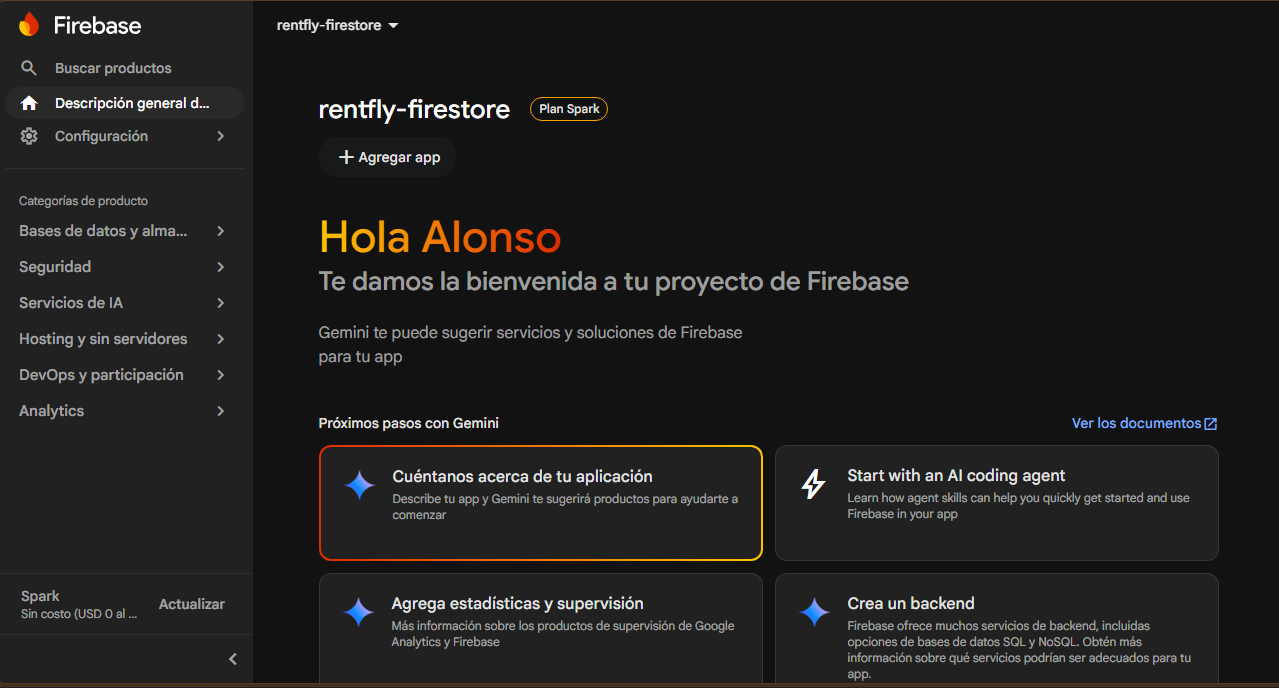 Firebase
Buscar productos
Descripción general d...
Configuración
Categorías de producto
Bases de datos y alma...
Seguridad
Servicios de IA
Hosting y sin servidores
DevOps y participación
Analytics
Spark
Sin costo (USD 0 al ...
Actualizar
rentfly-firestore
rentfly-firestore
Plan Spark
Agregar app
Hola Alonso
Te damos la bienvenida a tu proyecto de Firebase
Gemini te puede sugerir servicios y soluciones de Firebase
para tu app
Próximos pasos con Gemini
Ver los documentos
Cuéntanos acerca de tu aplicación
Describe tu app y Gemini te sugerirá productos para ayudarte a
comenzar
Start with an AI coding agent
Learn how agent skills can help you quickly get started and use
Firebase in your app
Agrega estadísticas y supervisión
Más información sobre los productos de supervisión de Google
Analytics y Firebase
Crea un backend
Firebase ofrece muchos servicios de backend, incluidas
opciones de bases de datos SQL y NoSQL. Obtén más
información sobre qué servicios podrían ser adecuados para tu
app.